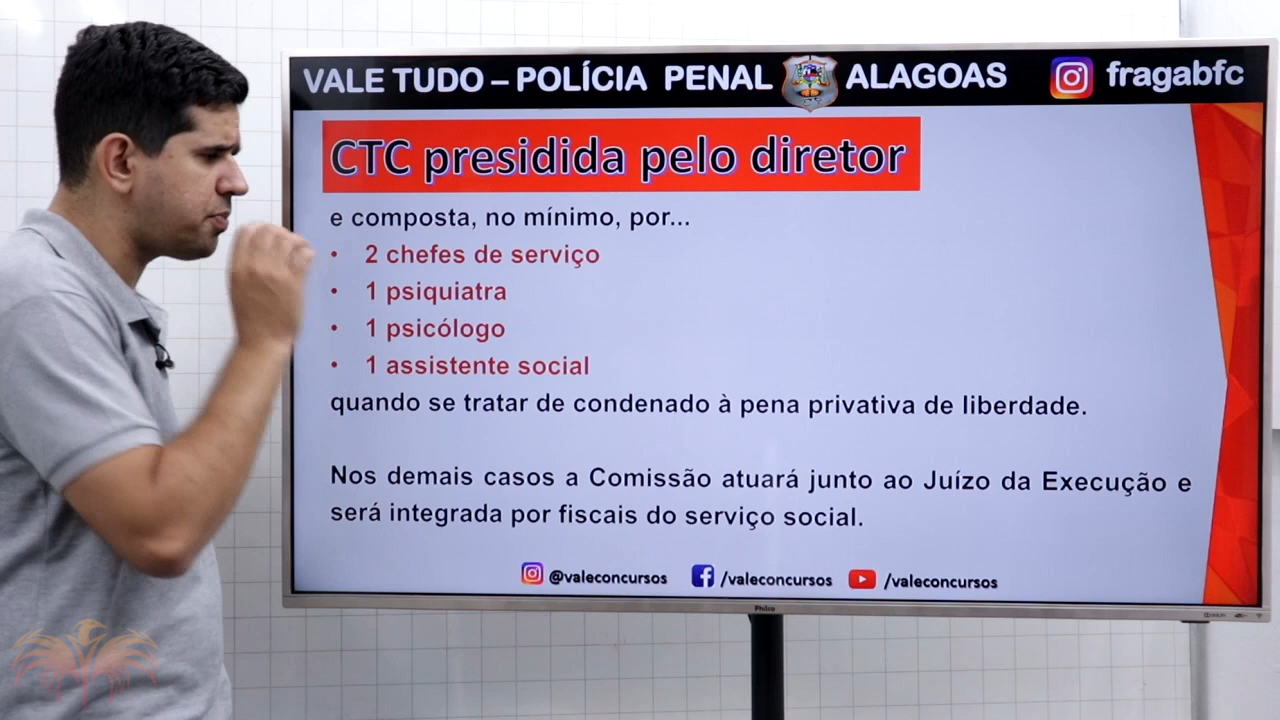 VALE TUDO – POLÍCIA PENAL ALAGOAS fragabfc
CTC presidida pelo diretor
e composta, no mínimo, por...
• 2 chefes de serviço
• 1 psiquiatra
• 1 psicólogo
• 1 assistente social
quando se tratar de condenado à pena privativa de liberdade.
Nos demais casos a Comissão atuará junto ao Juízo da Execução e
será integrada por fiscais do serviço social.
@valeconcursos /valeconcursos /valeconcursos
Philco